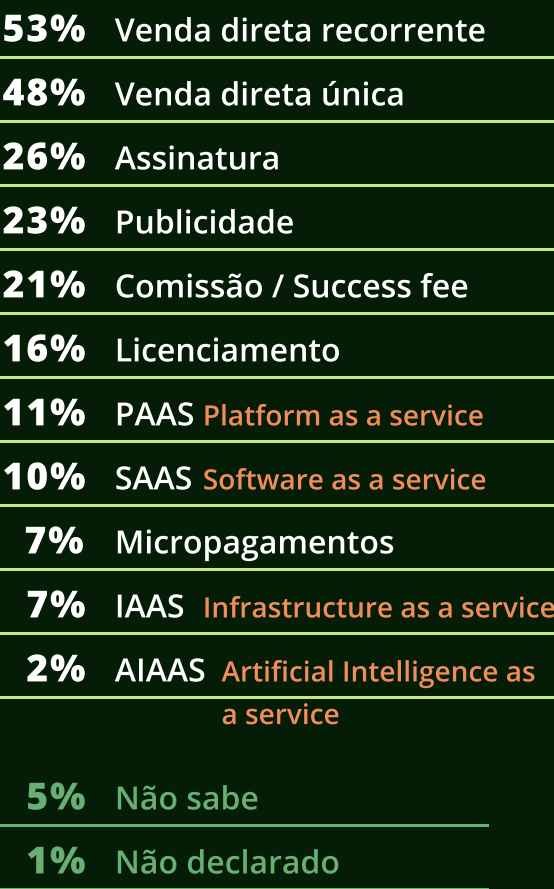 53% Venda direta recorrente
48% Venda direta única
26% Assinatura
23% Publicidade
21% Comissão / Success fee
16% Licenciamento
11% PAAS Platform as a service
10% SAAS Software as a service
7% Micropagamentos
7% IAAS Infrastructure as a service
2% AIAAS Artificial Intelligence as
a service
5% Não sabe
1% Não declarado